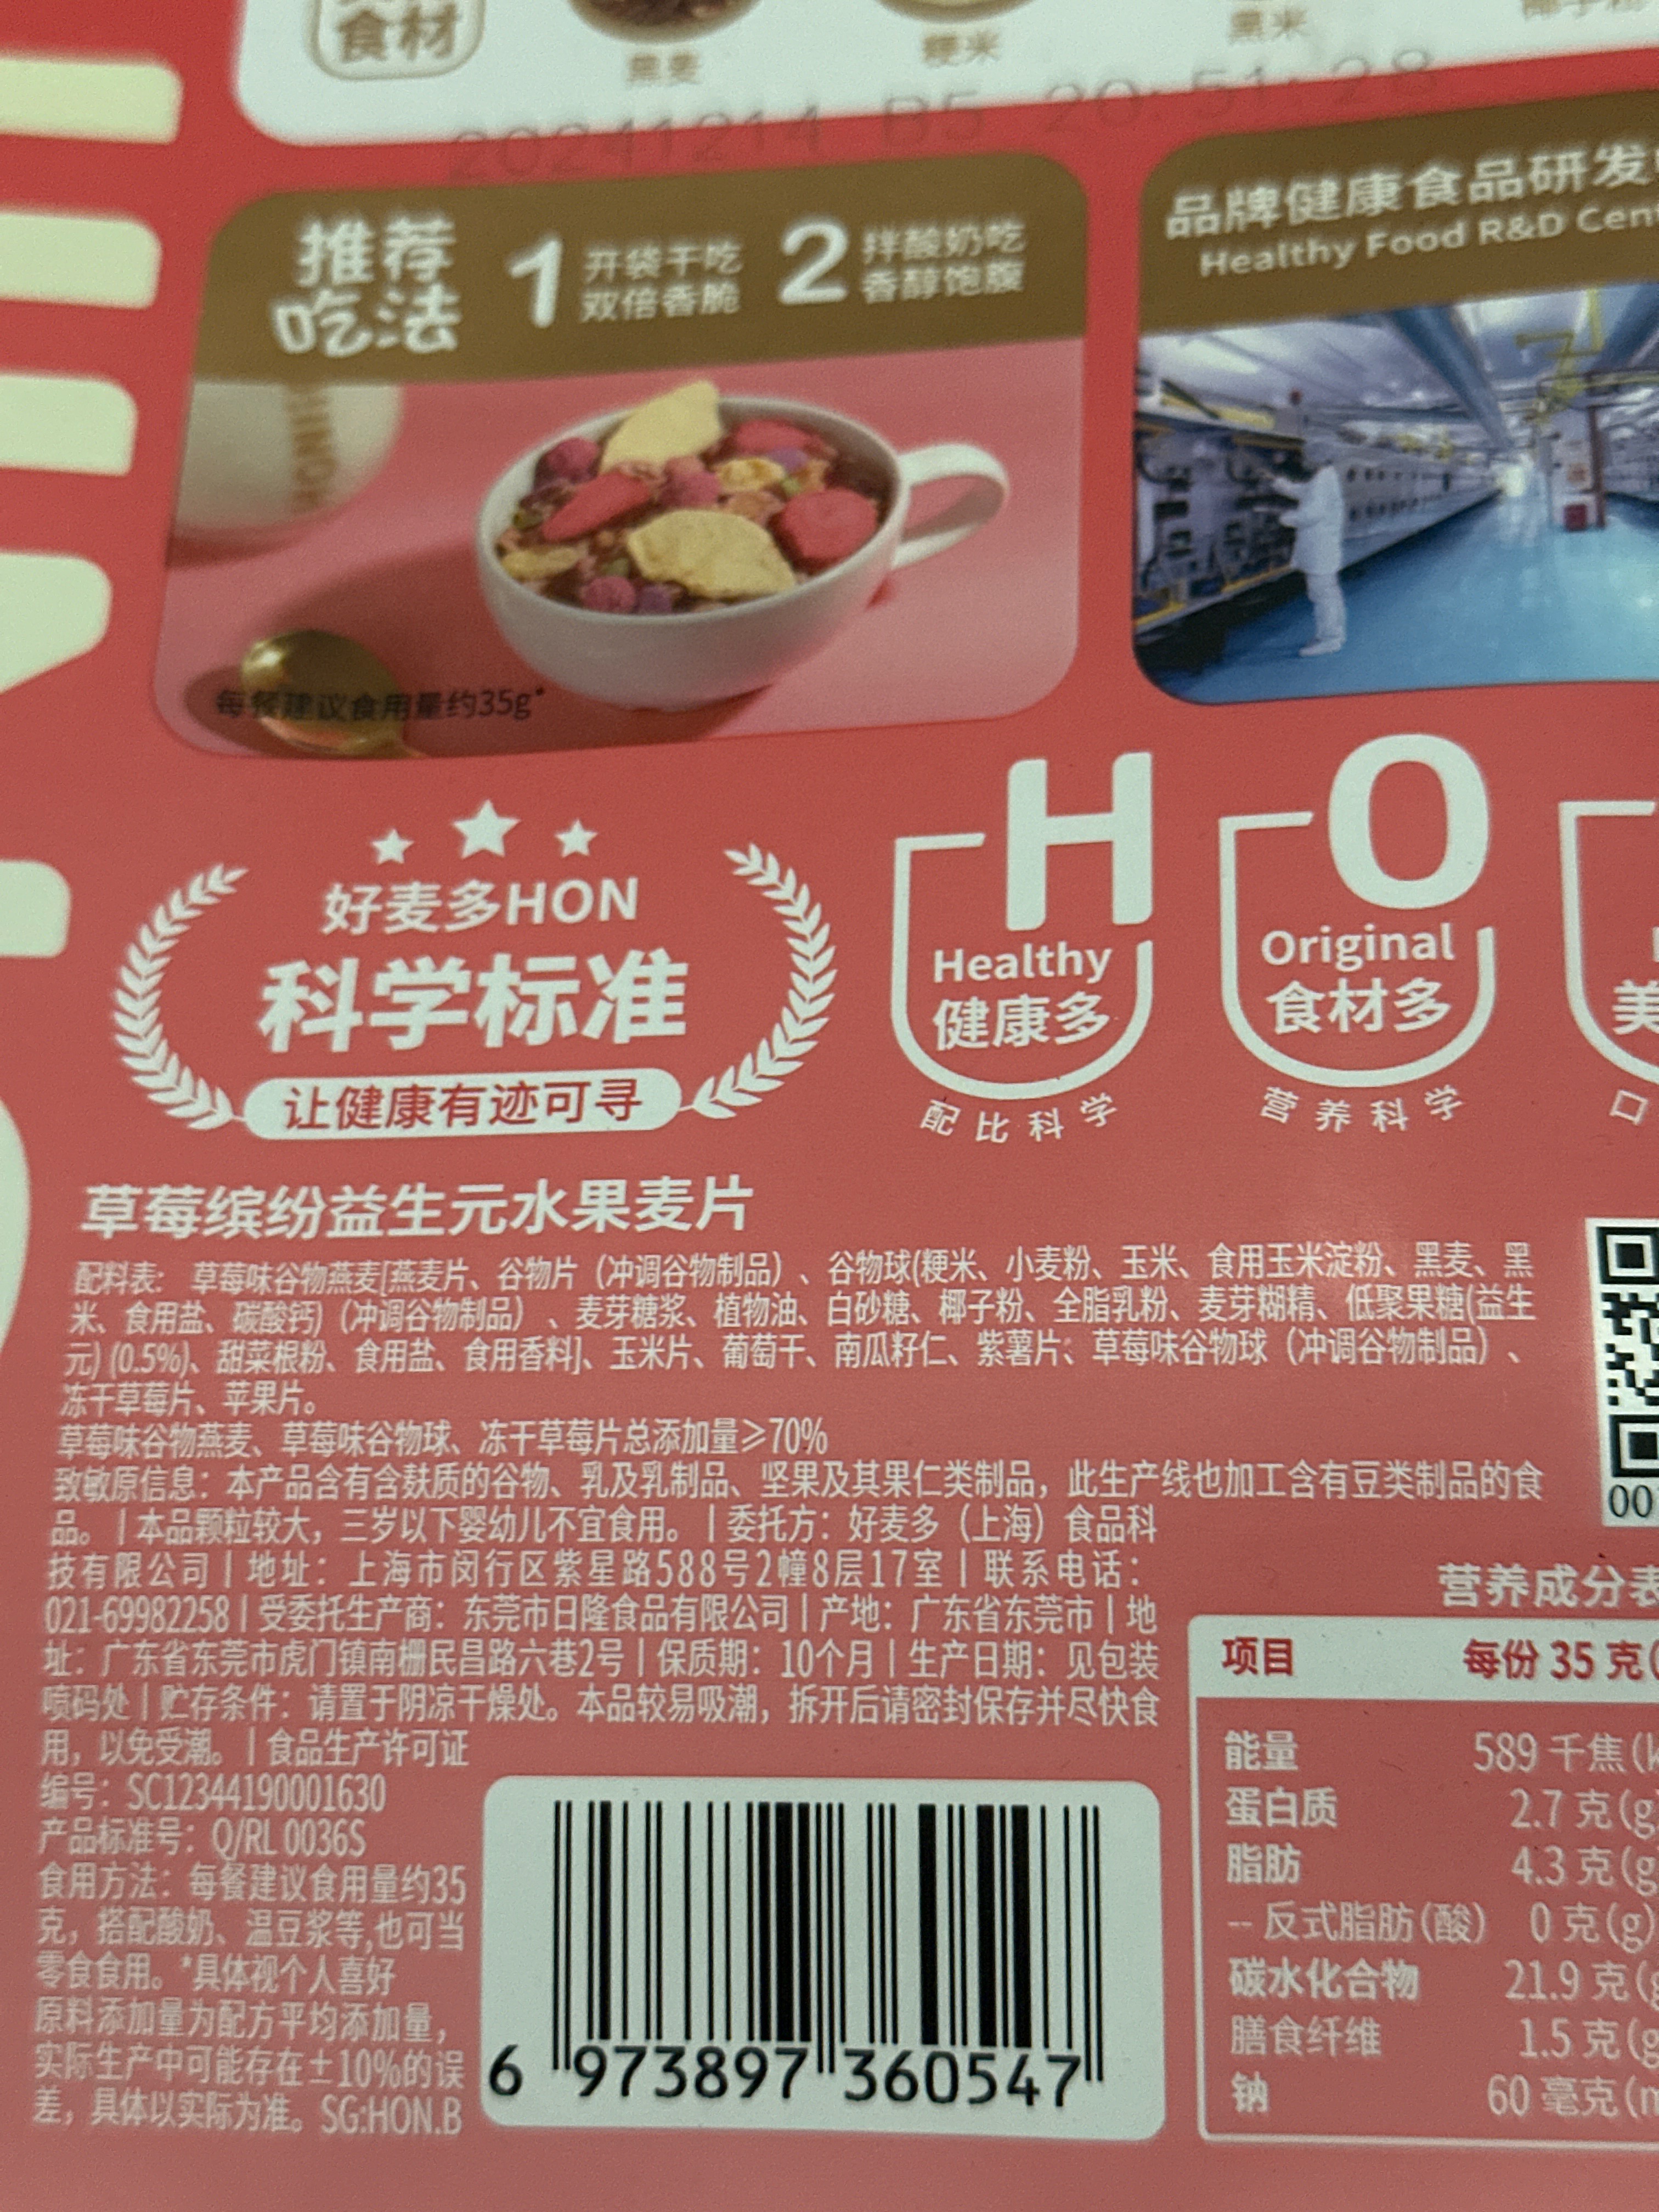 食材
黑麦
粳米
黑米
20241214 B5 20:51:28
推荐
吃法
1 开袋干吃
双倍香脆
2 拌酸奶吃
香醇饱腹
品牌健康食品研发
Healthy Food R&D Cen
每餐建议食用量约35g*
好麦多HON
科学标准
让健康有迹可寻
H
Healthy
健康多
配比科学
O
Original
食材多
营养科学
美
口
草莓缤纷益生元水果麦片
配料表：草莓味谷物燕麦[燕麦片、谷物片（冲调谷物制品）、谷物球(粳米、小麦粉、玉米、食用玉米淀粉、黑麦、黑
米、食用盐、碳酸钙)（冲调谷物制品）、麦芽糖浆、植物油、白砂糖、椰子粉、全脂乳粉、麦芽糊精、低聚果糖(益生
元) (0.5%)、甜菜根粉、食用盐、食用香料]、玉米片、葡萄干、南瓜籽仁、紫薯片、草莓味谷物球（冲调谷物制品）、
冻干草莓片、苹果片。
草莓味谷物燕麦、草莓味谷物球、冻干草莓片总添加量≥70%
致敏原信息：本产品含有含麸质的谷物、乳及乳制品、坚果及其果仁类制品，此生产线也加工含有豆类制品的食
品。丨本品颗粒较大，三岁以下婴幼儿不宜食用。丨委托方：好麦多（上海）食品科
技有限公司丨地址：上海市闵行区紫星路588号2幢8层17室丨联系电话：
021-69982258丨受委托生产商：东莞市日隆食品有限公司丨产地：广东省东莞市丨地
址：广东省东莞市虎门镇南栅民昌路六巷2号丨保质期：10个月丨生产日期：见包装
喷码处丨贮存条件：请置于阴凉干燥处。本品较易吸潮，拆开后请密封保存并尽快食
用，以免受潮。丨食品生产许可证
编号：SC12344190001630
产品标准号：Q/RL 0036S
食用方法：每餐建议食用量约35
克，搭配酸奶、温豆浆等,也可当
零食食用。*具体视个人喜好
原料添加量为配方平均添加量，
实际生产中可能存在±10%的误
差，具体以实际为准。SG:HON.B
6 973897 360547
00
营养成分表
项目 每份 35 克(
能量 589 千焦(k
蛋白质 2.7 克(g)
脂肪 4.3 克(g)
-- 反式脂肪(酸) 0 克(g)
碳水化合物 21.9 克(g
膳食纤维 1.5 克(g
钠 60 毫克(m